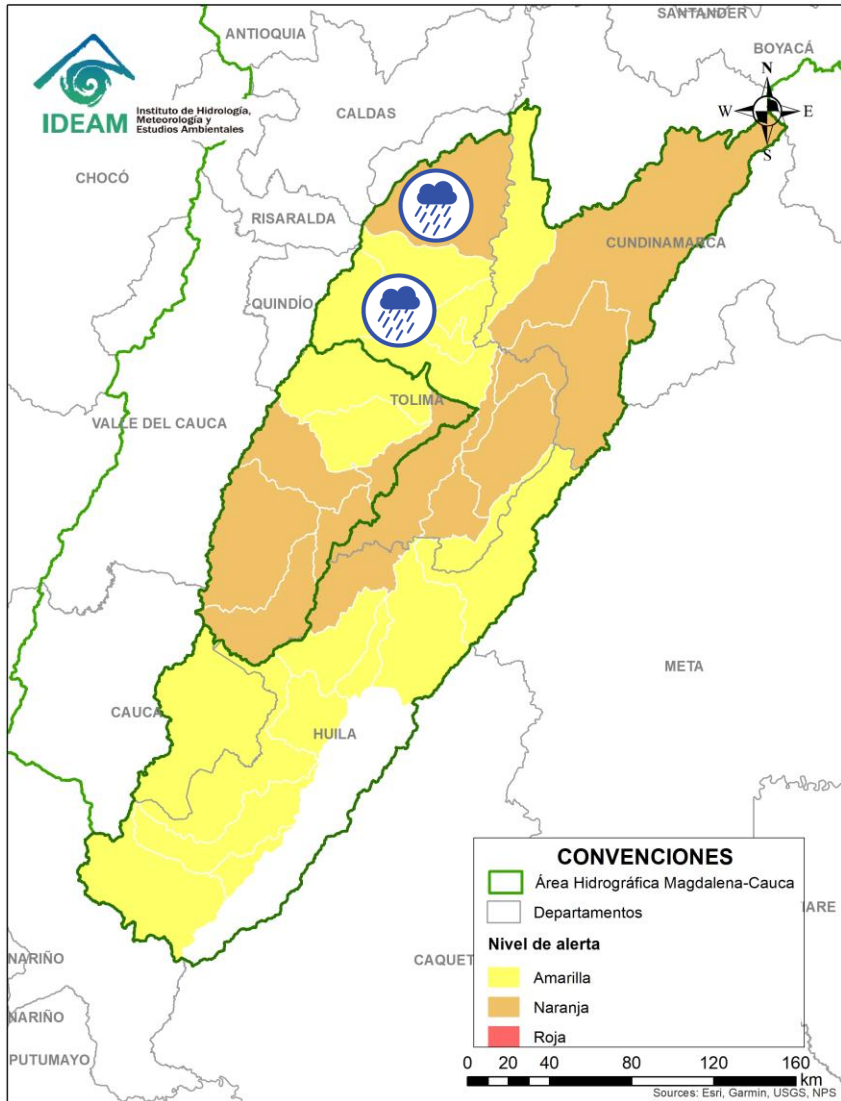 SANTANDER
ANTIOQUIA
BOYACÁ
N
IDEAM
Instituto de Hidrología,
Meteorología y
Estudios Ambientales
CALDAS
W
E
S
CHOCÓ
RISARALDA
CUNDINAMARCA
QUINDÍO
TOLIMA
VALLE DEL CAUCA
META
CAUCA
HUILA
CONVENCIONES
Área Hidrográfica Magdalena-Cauca
Departamentos
IARE
Nivel de alerta
NARIÑO
CAQUET
Amarilla
NARIÑO
Naranja
PUTUMAYO
Roja
0 20 40 80 120 160
km
Sources: Esri, Garmin, USGS, NPS